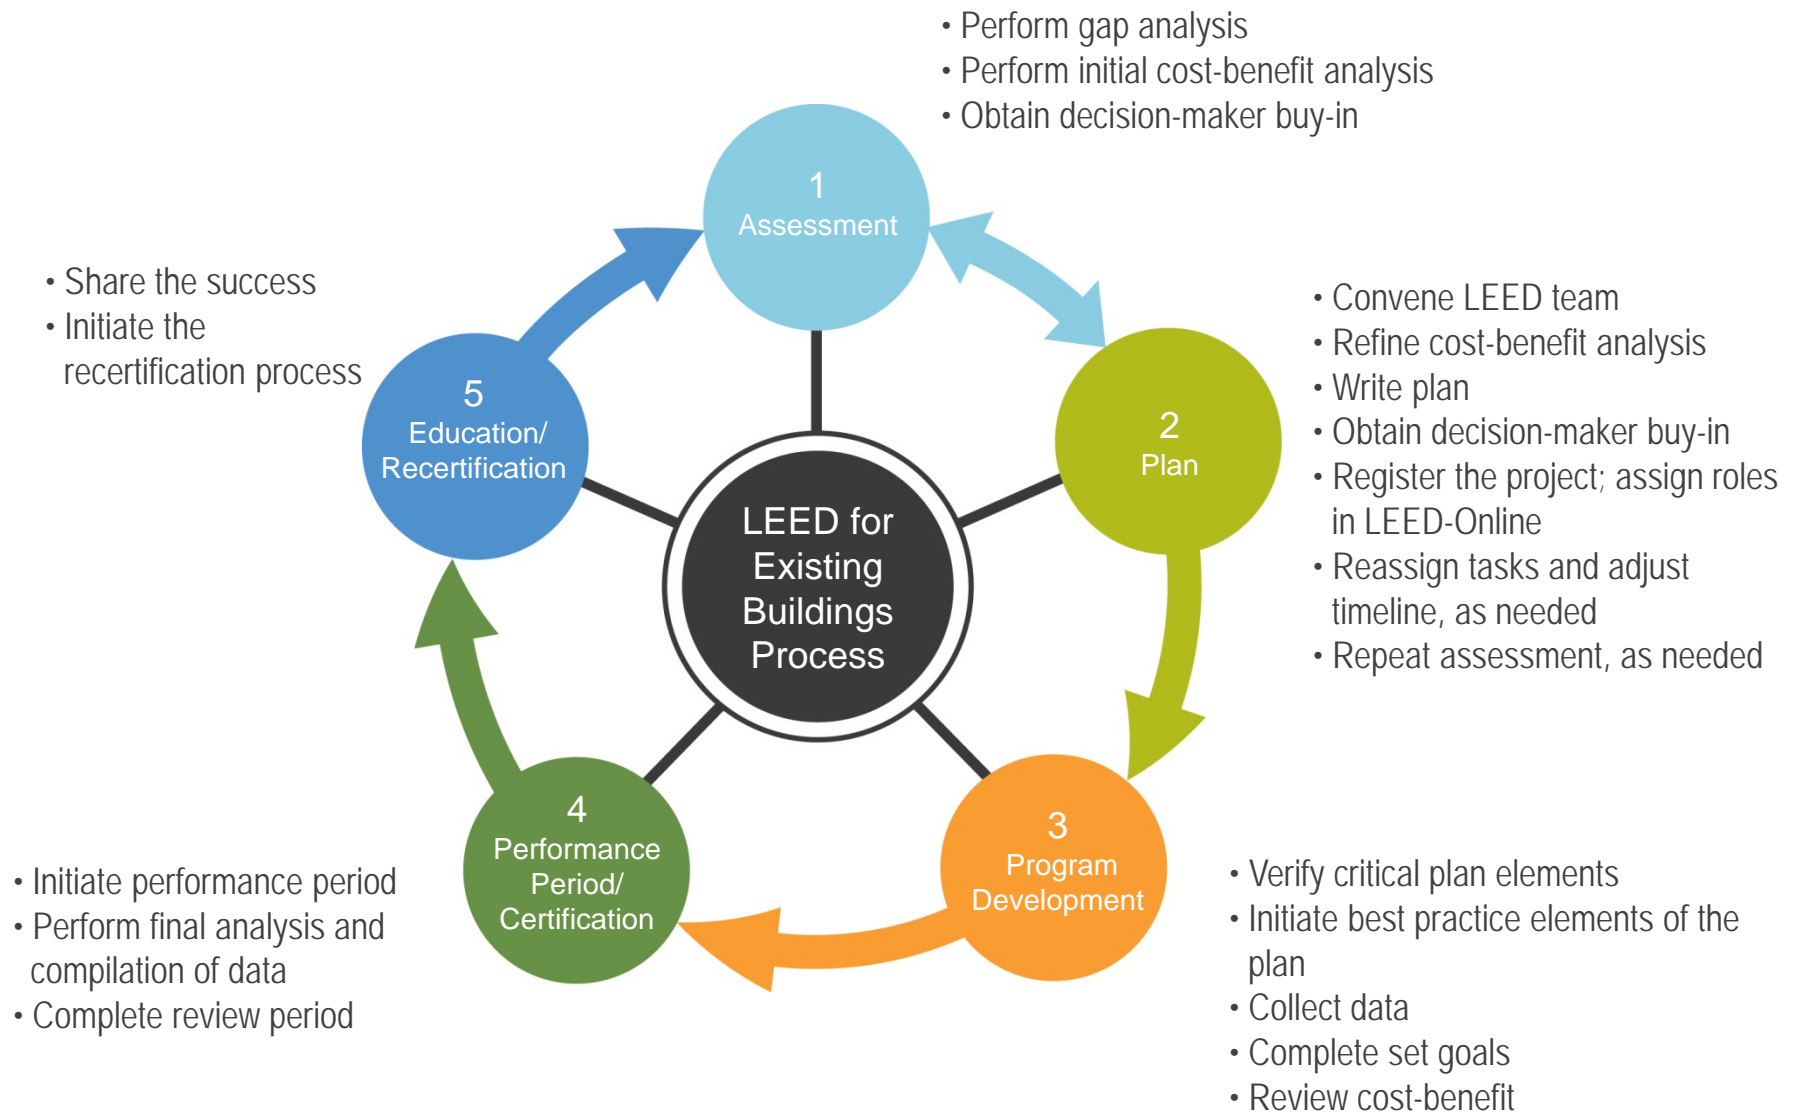 • Perform gap analysis
• Perform initial cost-benefit analysis
• Obtain decision-maker buy-in
1
Assessment
• Convene LEED team
• Refine cost-benefit analysis
• Write plan
• Obtain decision-maker buy-in
• Register the project; assign roles
in LEED-Online
• Reassign tasks and adjust
timeline, as needed
• Repeat assessment, as needed
2
Plan
• Share the success
• Initiate the
recertification process
5
Education/
Recertification
LEED for
Existing
Buildings
Process
4
Performance
Period/
Certification
• Initiate performance period
• Perform final analysis and
compilation of data
• Complete review period
3
Program
Development
• Verify critical plan elements
• Initiate best practice elements of the
plan
• Collect data
• Complete set goals
• Review cost-benefit